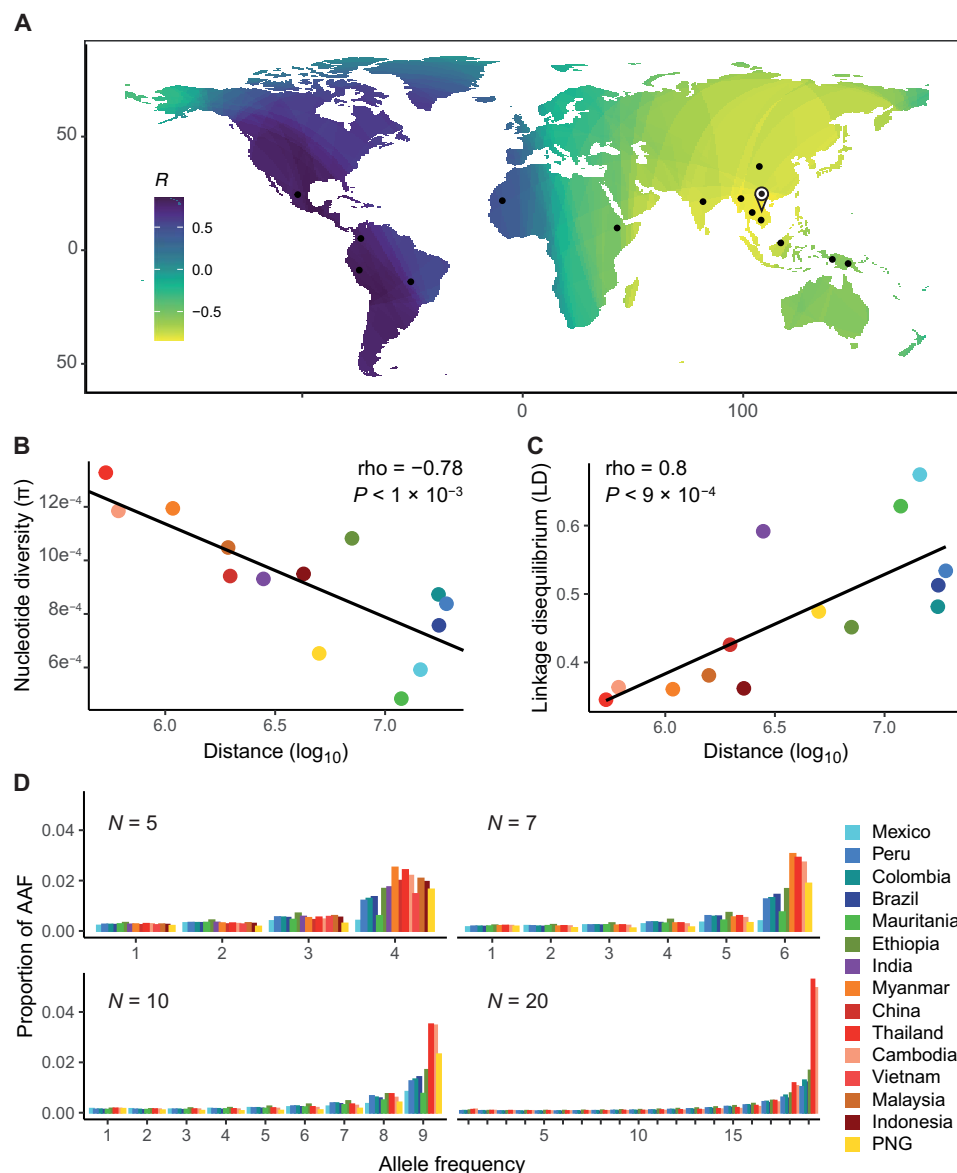 A
50
0
50
R
0.5
0.0
−0.5
0
100
B
rho = −0.78
P < 1 × 10⁻³
Nucleotide diversity (π)
12e⁻⁴
10e⁻⁴
8e⁻⁴
6e⁻⁴
6.0
6.5
7.0
Distance (log₁₀)
C
rho = 0.8
P < 9 × 10⁻⁴
Linkage disequilibrium (LD)
0.6
0.5
0.4
6.0
6.5
7.0
Distance (log₁₀)
D
Proportion of AAF
N = 5
0.04
0.02
0.00
1 2 3 4
N = 7
1 2 3 4 5 6
N = 10
0.04
0.02
0.00
1 2 3 4 5 6 7 8 9
N = 20
1 5 10 15
Allele frequency
Mexico
Peru
Colombia
Brazil
Mauritania
Ethiopia
India
Myanmar
China
Thailand
Cambodia
Vietnam
Malaysia
Indonesia
PNG